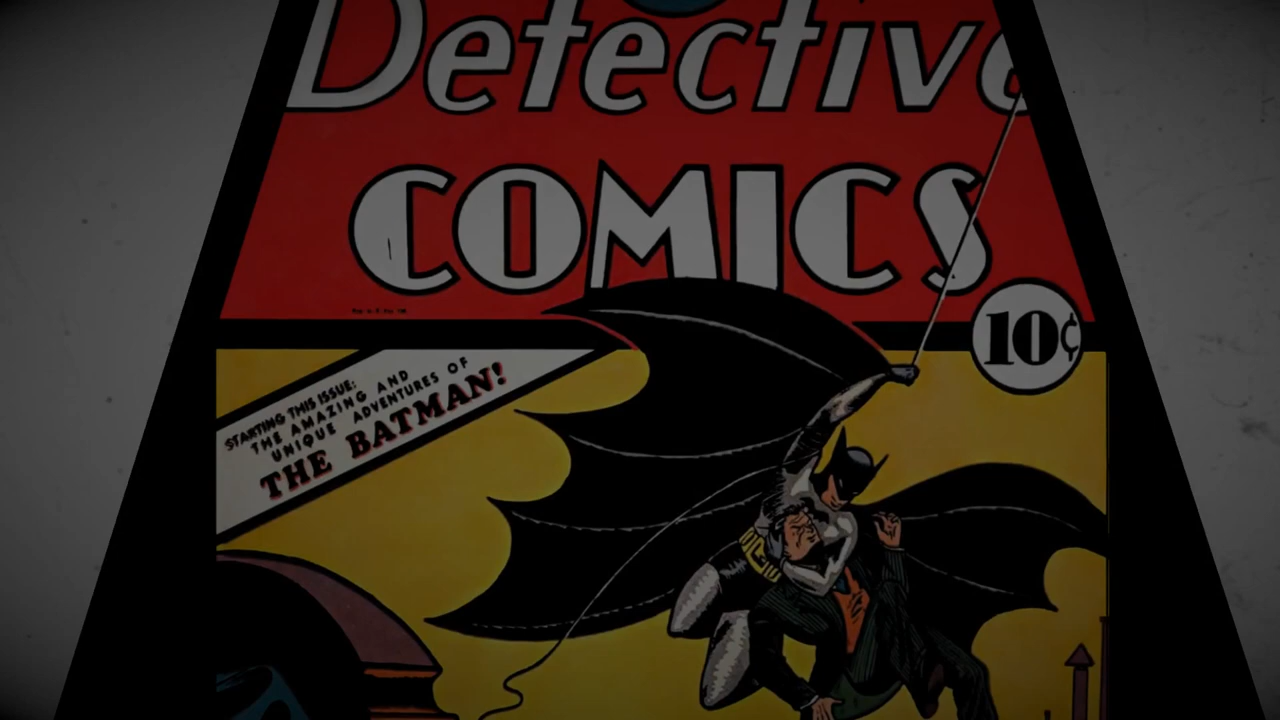 Detective
COMICS
10¢
STARTING THIS ISSUE:
THE AMAZING AND
UNIQUE ADVENTURES OF
THE BATMAN!